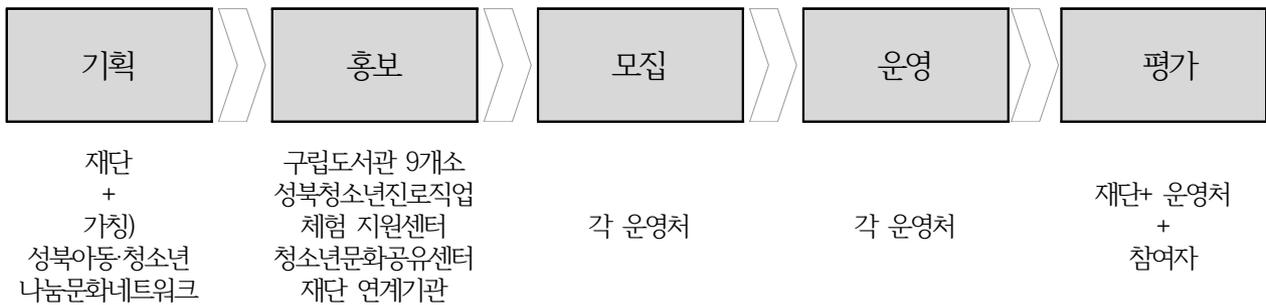 기획
홍보
모집
운영
평가
재단
+
가칭)
성북아동·청소년
나눔문화네트워크
구립도서관 9개소
성북청소년진로직업
체험 지원센터
청소년문화공유센터
재단 연계기관
각 운영처
각 운영처
재단+ 운영처
+
참여자